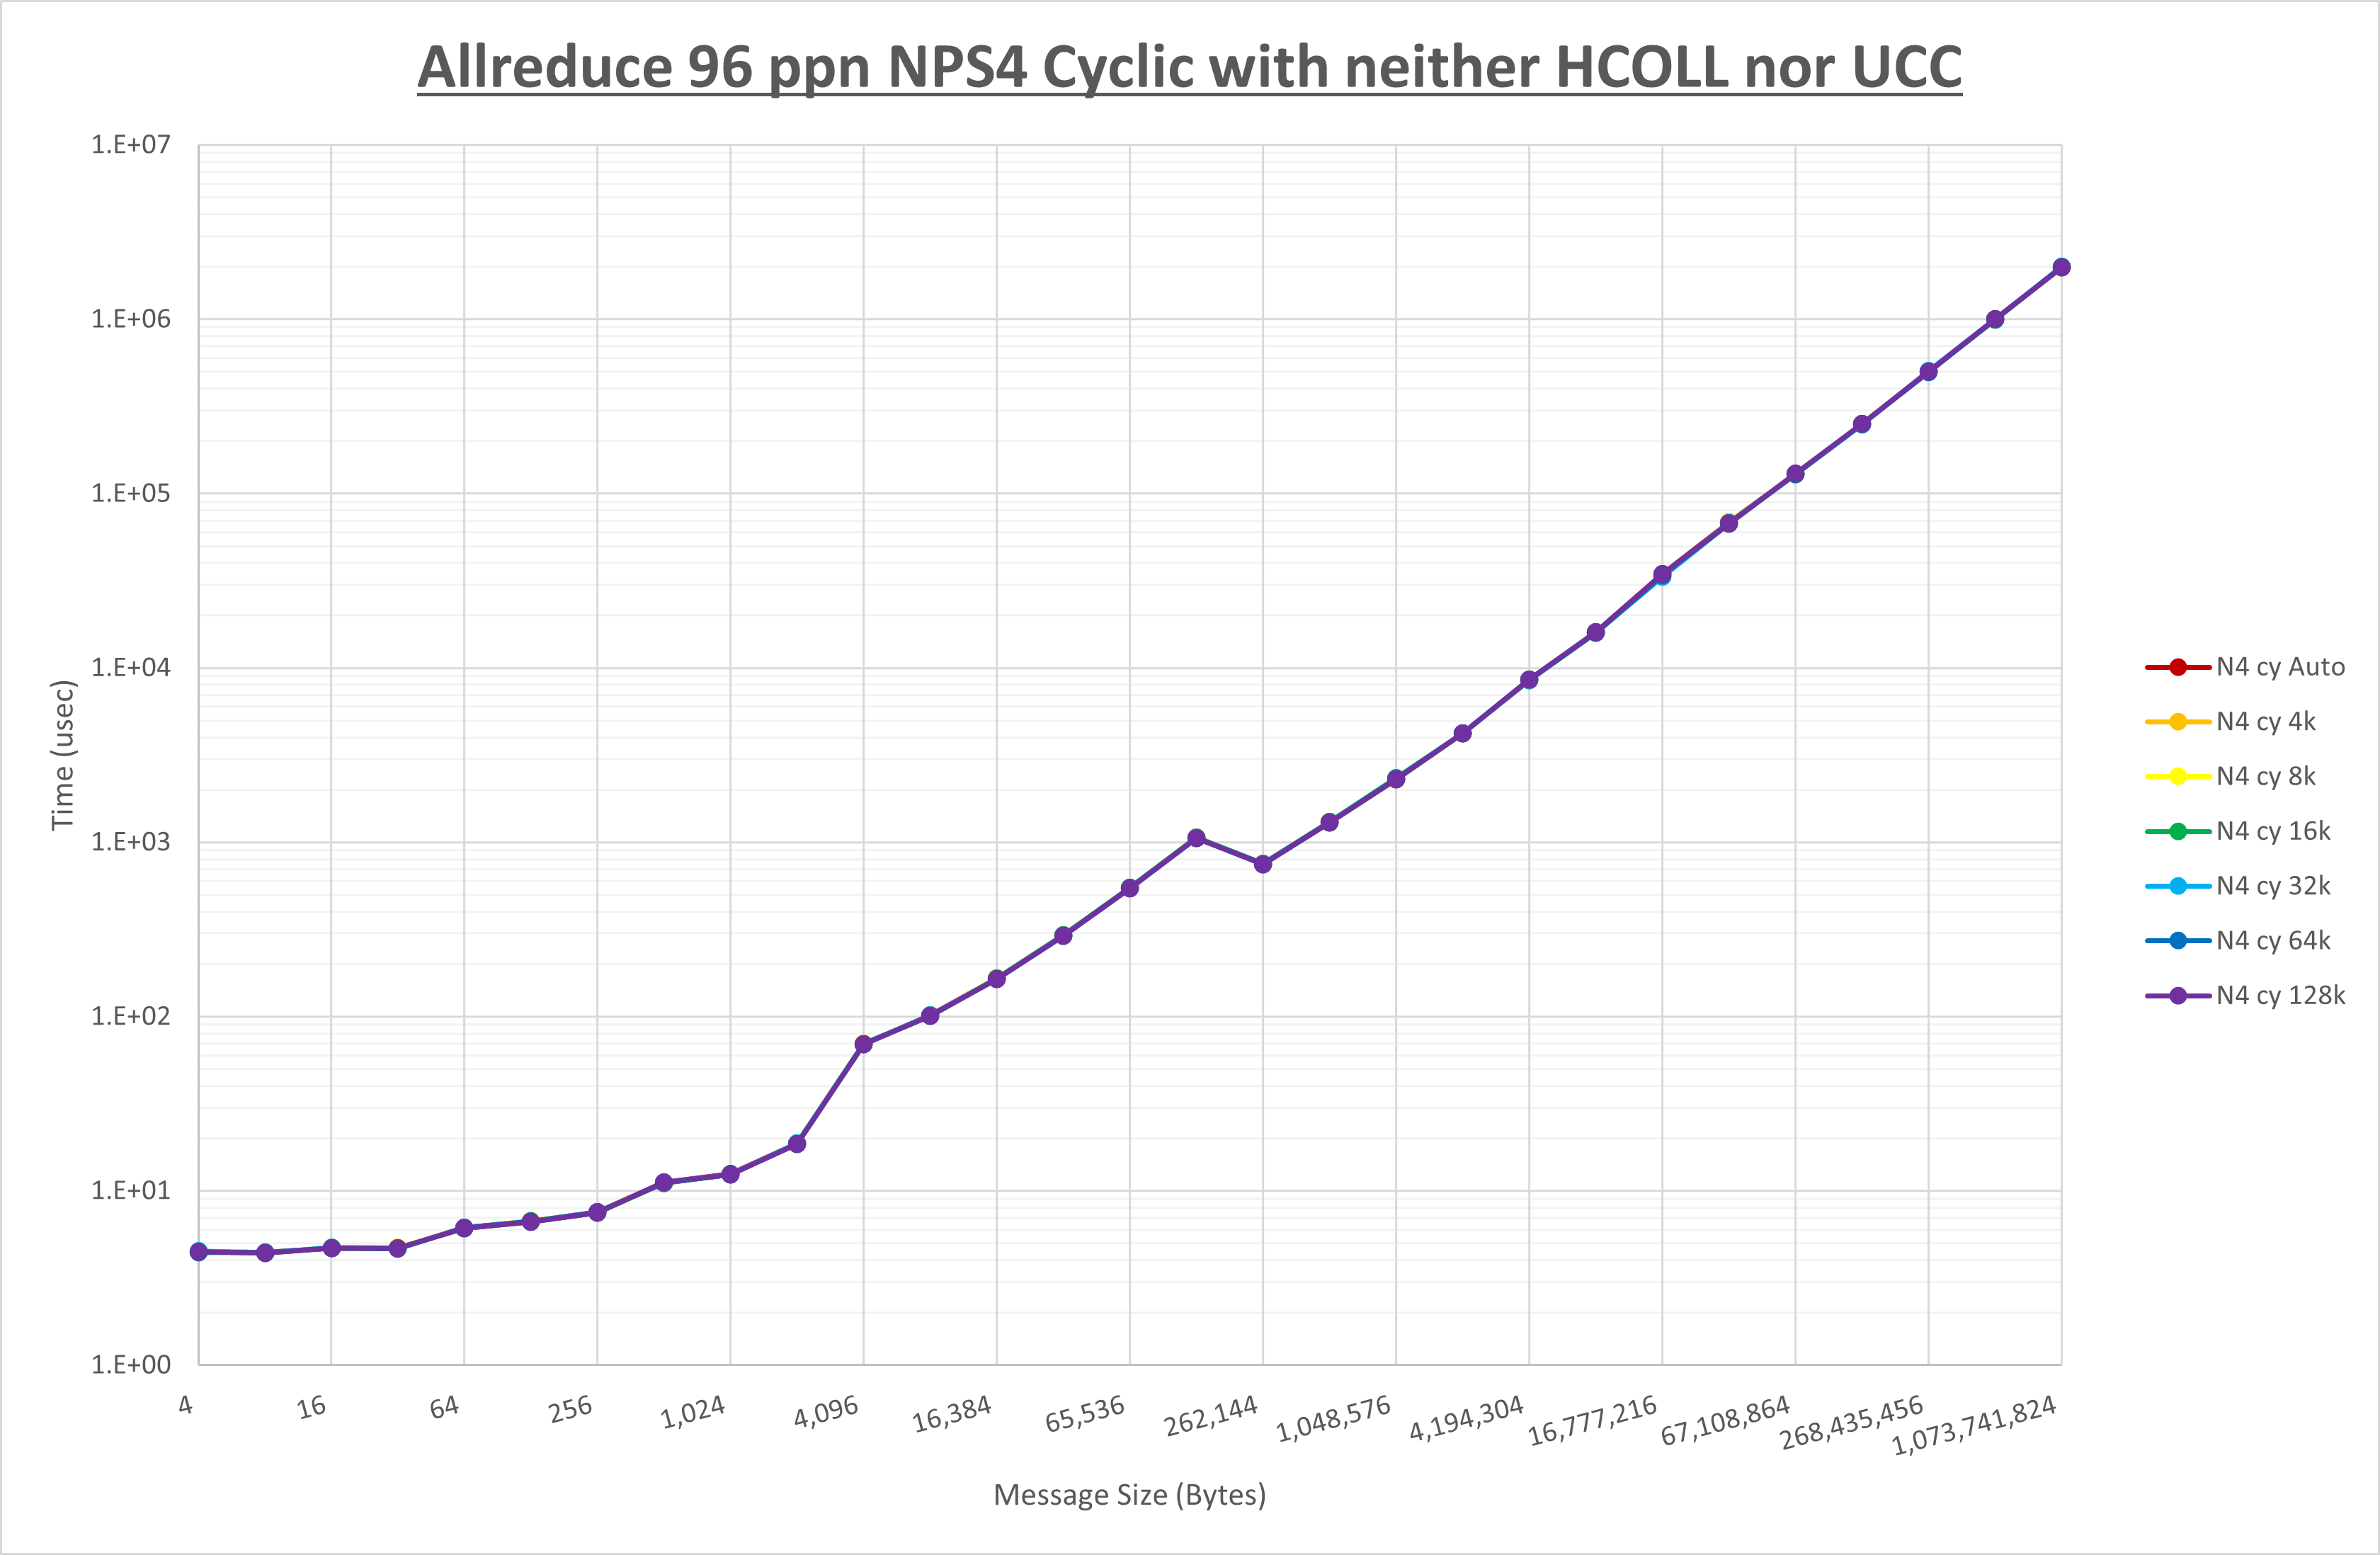 Allreduce 96 ppn NPS4 Cyclic with neither HCOLL nor UCC
1.E+07
1.E+06
1.E+05
1.E+04
1.E+03
1.E+02
1.E+01
1.E+00
Time (usec)
4
16
64
256
1,024
4,096
16,384
65,536
262,144
1,048,576
4,194,304
16,777,216
67,108,864
268,435,456
1,073,741,824
Message Size (Bytes)
N4 cy Auto
N4 cy 4k
N4 cy 8k
N4 cy 16k
N4 cy 32k
N4 cy 64k
N4 cy 128k